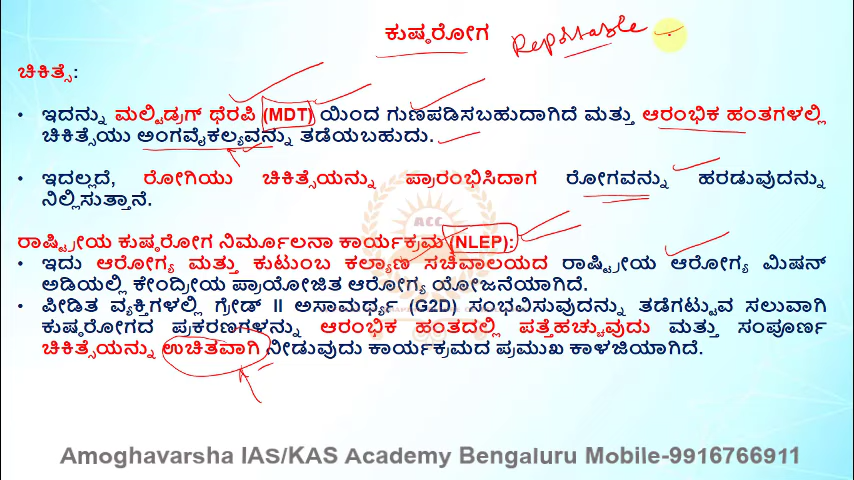 ಕುಷ್ಠರೋಗ
Reportable
ಚಿಕಿತ್ಸೆ:
• ಇದನ್ನು ಮಲ್ಟಿಡ್ರಗ್ ಥೆರಪಿ (MDT) ಯಿಂದ ಗುಣಪಡಿಸಬಹುದಾಗಿದೆ ಮತ್ತು ಆರಂಭಿಕ ಹಂತಗಳಲ್ಲಿ
ಚಿಕಿತ್ಸೆಯು ಅಂಗವೈಕಲ್ಯವನ್ನು ತಡೆಯಬಹುದು.
• ಇದಲ್ಲದೆ, ರೋಗಿಯು ಚಿಕಿತ್ಸೆಯನ್ನು ಪ್ರಾರಂಭಿಸಿದಾಗ ರೋಗವನ್ನು ಹರಡುವುದನ್ನು
ನಿಲ್ಲಿಸುತ್ತಾನೆ.
ರಾಷ್ಟ್ರೀಯ ಕುಷ್ಠರೋಗ ನಿರ್ಮೂಲನಾ ಕಾರ್ಯಕ್ರಮ (NLEP):
• ಇದು ಆರೋಗ್ಯ ಮತ್ತು ಕುಟುಂಬ ಕಲ್ಯಾಣ ಸಚಿವಾಲಯದ ರಾಷ್ಟ್ರೀಯ ಆರೋಗ್ಯ ಮಿಷನ್
ಅಡಿಯಲ್ಲಿ ಕೇಂದ್ರೀಯ ಪ್ರಾಯೋಜಿತ ಆರೋಗ್ಯ ಯೋಜನೆಯಾಗಿದೆ.
• ಪೀಡಿತ ವ್ಯಕ್ತಿಗಳಲ್ಲಿ ಗ್ರೇಡ್ II ಅಸಾಮರ್ಥ್ಯ (G2D) ಸಂಭವಿಸುವುದನ್ನು ತಡೆಗಟ್ಟುವ ಸಲುವಾಗಿ
ಕುಷ್ಠರೋಗದ ಪ್ರಕರಣಗಳನ್ನು ಆರಂಭಿಕ ಹಂತದಲ್ಲಿ ಪತ್ತೆಹಚ್ಚುವುದು ಮತ್ತು ಸಂಪೂರ್ಣ
ಚಿಕಿತ್ಸೆಯನ್ನು ಉಚಿತವಾಗಿ ನೀಡುವುದು ಕಾರ್ಯಕ್ರಮದ ಪ್ರಮುಖ ಕಾಳಜಿಯಾಗಿದೆ.
ACC
Amoghavarsha IAS/KAS Academy Bengaluru Mobile-9916766911